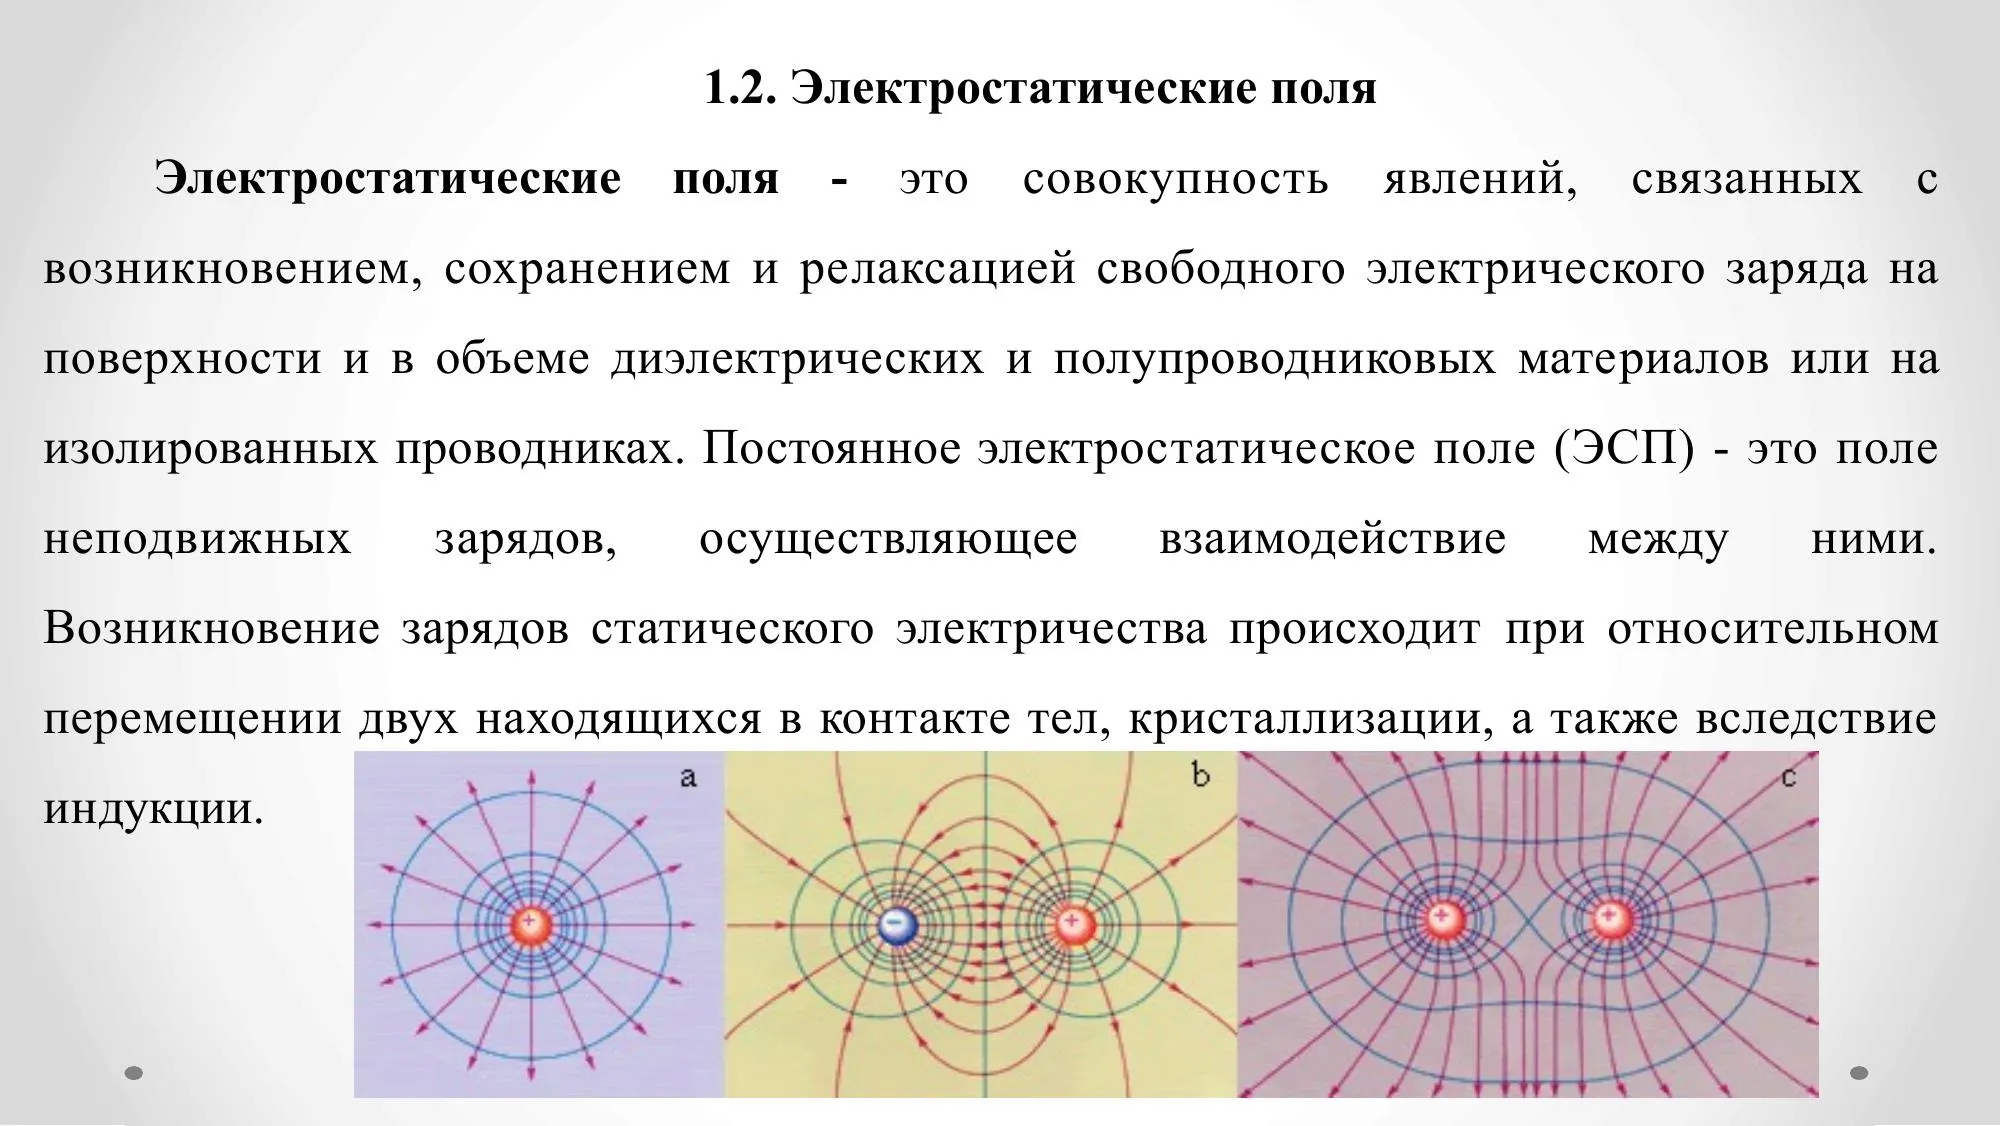 1.2. Электростатические поля
Электростатические поля - это совокупность явлений, связанных с
возникновением, сохранением и релаксацией свободного электрического заряда на
поверхности и в объеме диэлектрических и полупроводниковых материалов или на
изолированных проводниках. Постоянное электростатическое поле (ЭСП) - это поле
неподвижных зарядов, осуществляющее взаимодействие между ними.
Возникновение зарядов статического электричества происходит при относительном
перемещении двух находящихся в контакте тел, кристаллизации, а также вследствие
индукции.
a b c
+ - + + +